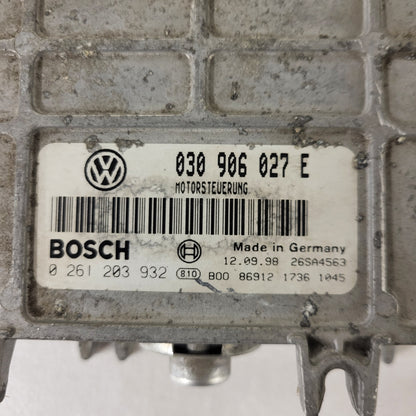 030 906 027 E
MOTORSTEUERUNG
BOSCH
Made in Germany
12.09.98 26SA4563
0 261 203 932 810 B00 86912 1736 1045